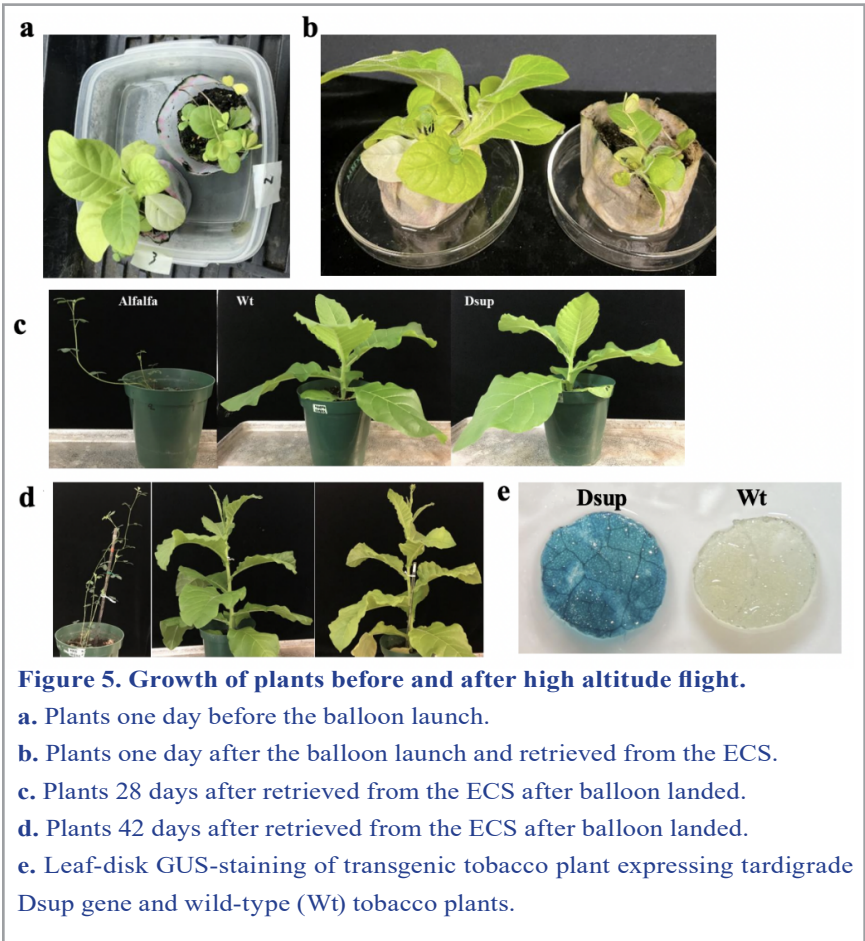 a
b
2
3
c
Alfalfa
Wt
Dsup
d
e
Dsup
Wt
Figure 5. Growth of plants before and after high altitude flight.
a. Plants one day before the balloon launch.
b. Plants one day after the balloon launch and retrieved from the ECS.
c. Plants 28 days after retrieved from the ECS after balloon landed.
d. Plants 42 days after retrieved from the ECS after balloon landed.
e. Leaf-disk GUS-staining of transgenic tobacco plant expressing tardigrade
Dsup gene and wild-type (Wt) tobacco plants.